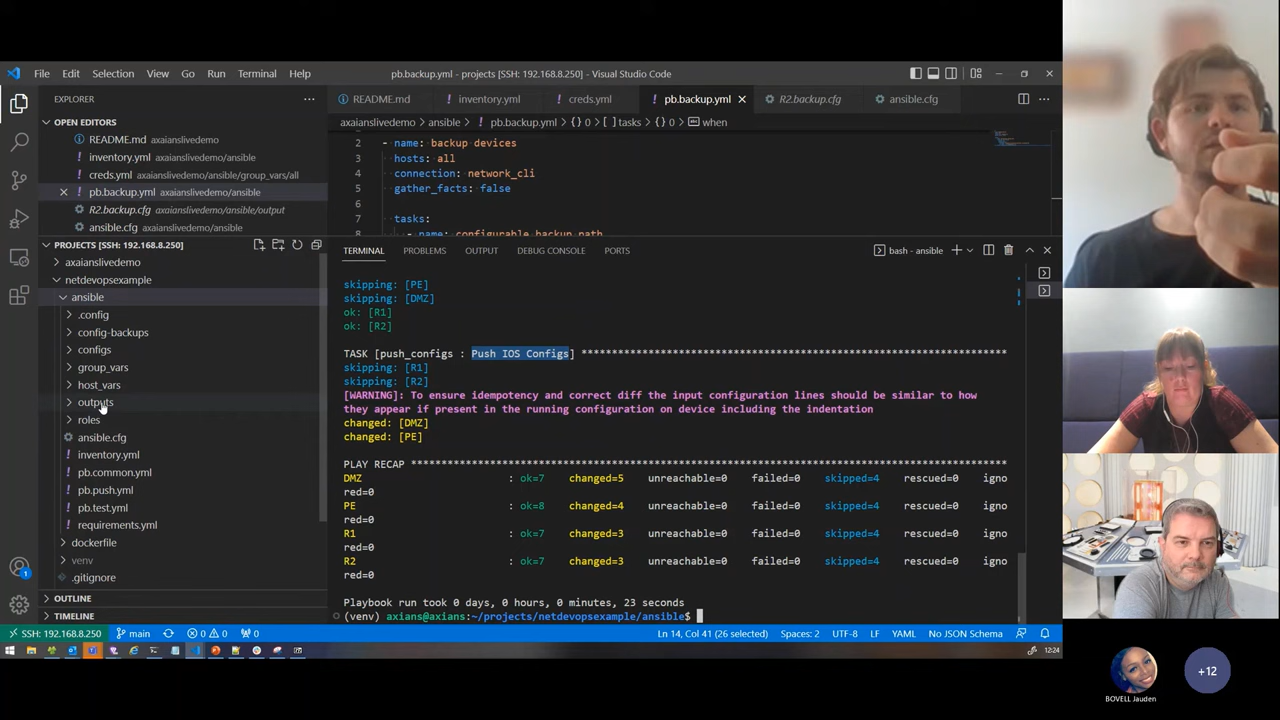 File Edit Selection View Go Run Terminal Help
pb.backup.yml - projects [SSH: 192.168.8.250] - Visual Studio Code
EXPLORER
OPEN EDITORS
README.md axaianslivedemo
inventory.yml axaianslivedemo/ansible
creds.yml axaianslivedemo/ansible/group_vars/all
pb.backup.yml axaianslivedemo/ansible
R2.backup.cfg axaianslivedemo/ansible/output
ansible.cfg axaianslivedemo/ansible
PROJECTS [SSH: 192.168.8.250]
axaianslivedemo
netdevopsexample
ansible
.config
config-backups
configs
group_vars
host_vars
outputs
roles
ansible.cfg
inventory.yml
pb.common.yml
pb.push.yml
pb.test.yml
requirements.yml
dockerfile
venv
.gitignore
OUTLINE
TIMELINE
README.md inventory.yml creds.yml pb.backup.yml R2.backup.cfg ansible.cfg
axaianslivedemo > ansible > pb.backup.yml > {} 0 > [ ] tasks > {} 0 > when
2 - name: backup devices
3 hosts: all
4 connection: network_cli
5 gather_facts: false
6
7 tasks:
8 - name: configurable backup path
TERMINAL PROBLEMS OUTPUT DEBUG CONSOLE PORTS
bash - ansible
skipping: [PE]
skipping: [DMZ]
ok: [R1]
ok: [R2]
TASK [push_configs : Push IOS Configs] ****************************************************************
skipping: [R1]
skipping: [R2]
[WARNING]: To ensure idempotency and correct diff the input configuration lines should be similar to how
they appear if present in the running configuration on device including the indentation
changed: [DMZ]
changed: [PE]
PLAY RECAP *****************************************************************************************
DMZ : ok=7 changed=5 unreachable=0 failed=0 skipped=4 rescued=0 igno
red=0
PE : ok=8 changed=4 unreachable=0 failed=0 skipped=4 rescued=0 igno
red=0
R1 : ok=7 changed=3 unreachable=0 failed=0 skipped=4 rescued=0 igno
red=0
R2 : ok=7 changed=3 unreachable=0 failed=0 skipped=4 rescued=0 igno
red=0
Playbook run took 0 days, 0 hours, 0 minutes, 23 seconds
(venv) axians@axians:~/projects/netdevopsexample/ansible$
SSH: 192.168.8.250 main 0 0 0 Ln 14, Col 41 (26 selected) Spaces: 2 UTF-8 LF YAML No JSON Schema
12:24
BOVELL Jauden
+12